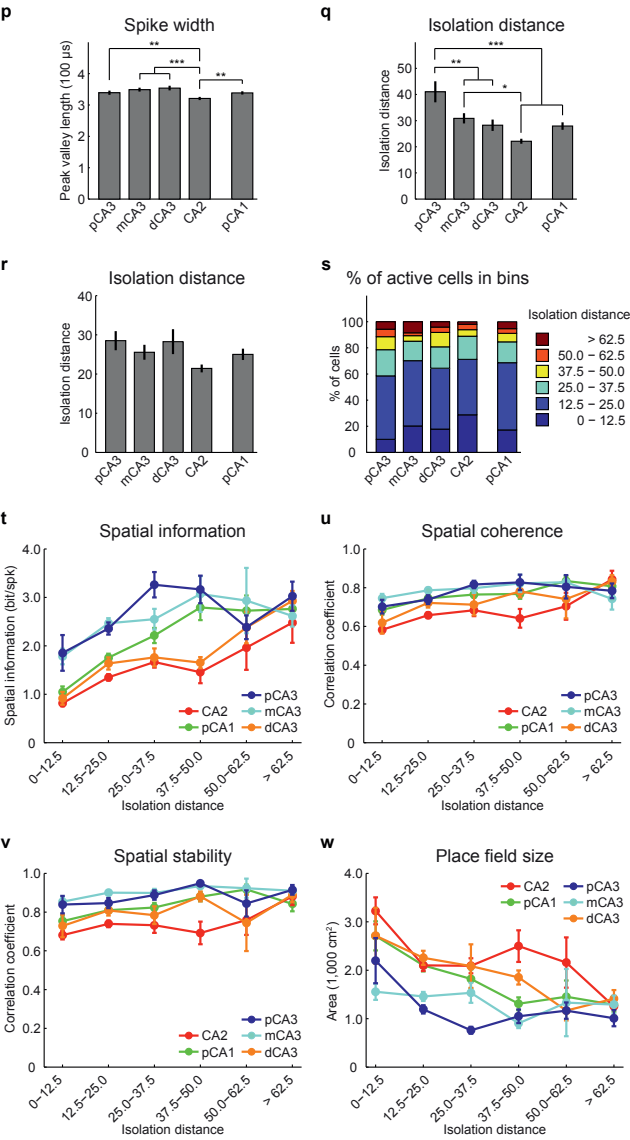 p
Spike width
**
***
**
Peak valley length (100 µs)
5
4
3
2
1
0
pCA3
mCA3
dCA3
CA2
pCA1
q
Isolation distance
***
**
*
Isolation distance
50
40
30
20
10
0
pCA3
mCA3
dCA3
CA2
pCA1
r
Isolation distance
Isolation distance
40
30
20
10
0
pCA3
mCA3
dCA3
CA2
pCA1
s
% of active cells in bins
% of cells
100
80
60
40
20
0
pCA3
mCA3
dCA3
CA2
pCA1
Isolation distance
> 62.5
50.0 – 62.5
37.5 – 50.0
25.0 – 37.5
12.5 – 25.0
0 – 12.5
t
Spatial information
Spatial information (bit/spk)
4.0
3.0
2.0
1.0
0
pCA3
CA2 mCA3
pCA1 dCA3
0–12.5
12.5–25.0
25.0–37.5
37.5–50.0
50.0–62.5
> 62.5
Isolation distance
u
Spatial coherence
Correlation coefficient
1.0
0.8
0.6
0.4
0.2
0
pCA3
CA2 mCA3
pCA1 dCA3
0–12.5
12.5–25.0
25.0–37.5
37.5–50.0
50.0–62.5
> 62.5
Isolation distance
v
Spatial stability
Correlation coefficient
1.0
0.8
0.6
0.4
0.2
0
pCA3
CA2 mCA3
pCA1 dCA3
0–12.5
12.5–25.0
25.0–37.5
37.5–50.0
50.0–62.5
> 62.5
Isolation distance
w
Place field size
Area (1,000 cm²)
4.0
3.0
2.0
1.0
0
CA2 pCA3
pCA1 mCA3
dCA3
0–12.5
12.5–25.0
25.0–37.5
37.5–50.0
50.0–62.5
> 62.5
Isolation distance